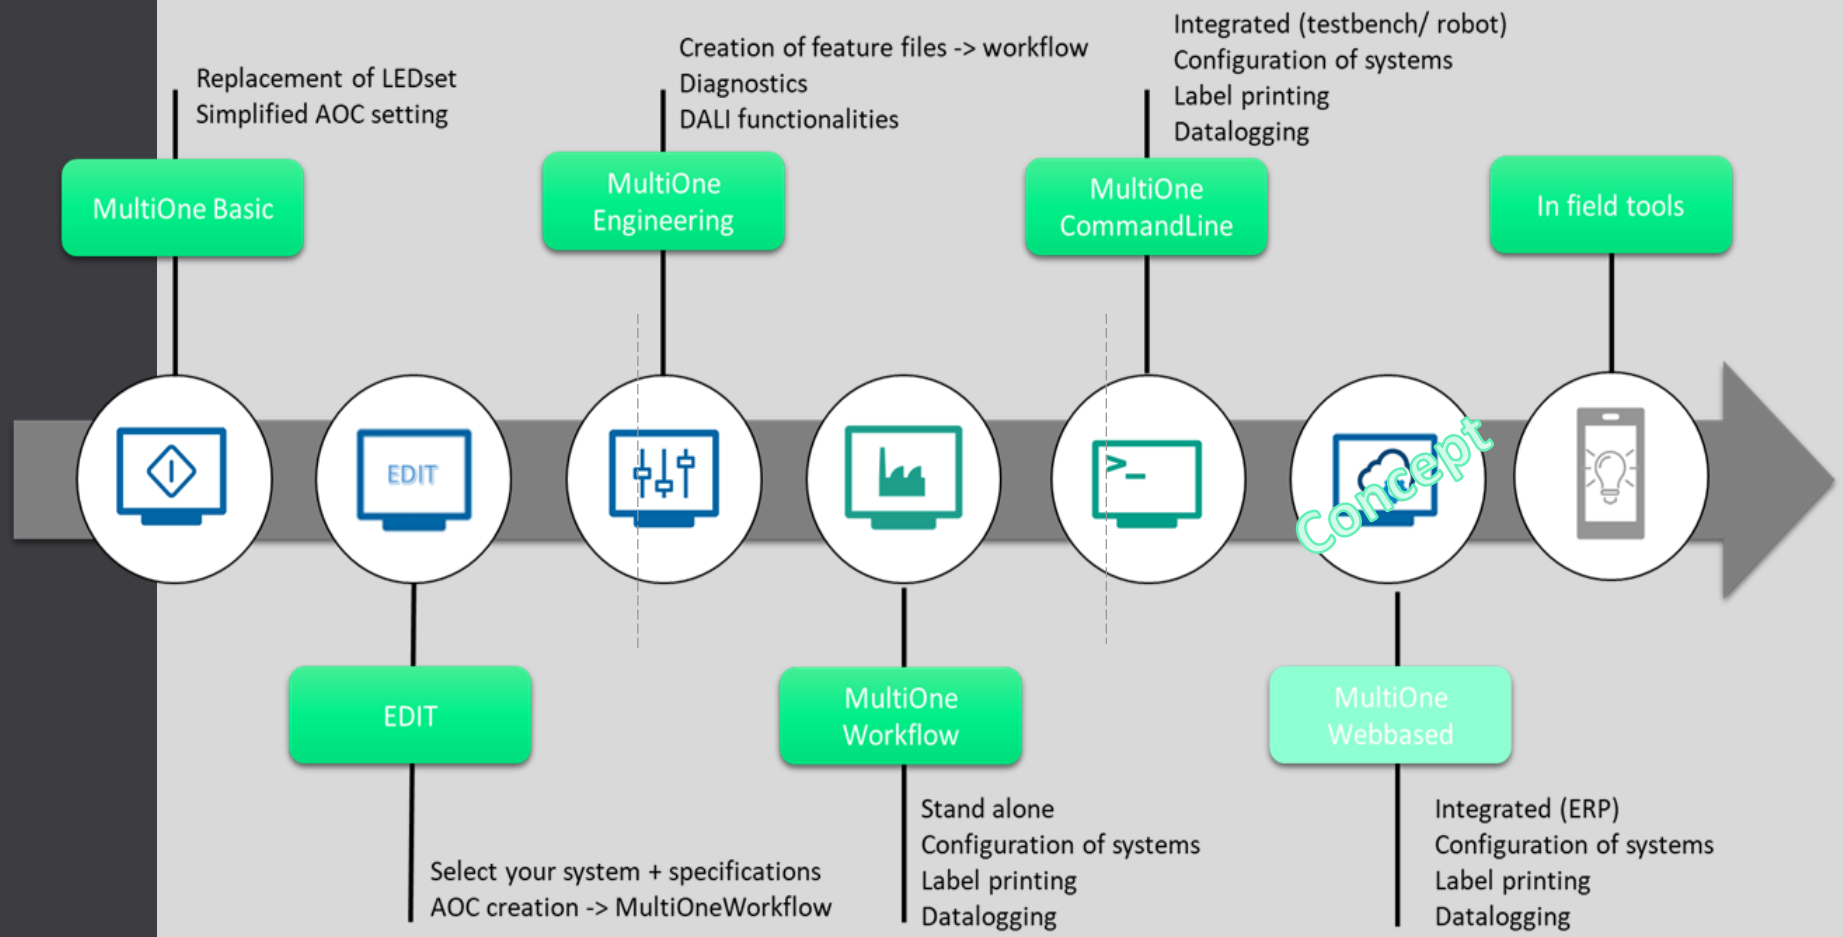 Replacement of LEDset
Simplified AOC setting
MultiOne Basic
Creation of feature files -> workflow
Diagnostics
DALI functionalities
MultiOne
Engineering
Integrated (testbench/ robot)
Configuration of systems
Label printing
Datalogging
MultiOne
CommandLine
In field tools
EDIT
>_
Concept
EDIT
Select your system + specifications
AOC creation -> MultiOneWorkflow
MultiOne
Workflow
Stand alone
Configuration of systems
Label printing
Datalogging
MultiOne
Webbased
Integrated (ERP)
Configuration of systems
Label printing
Datalogging